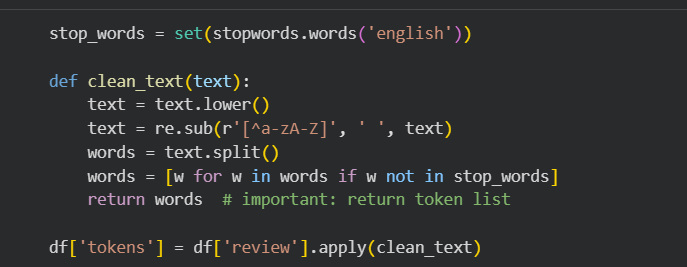 stop_words = set(stopwords.words('english'))
def clean_text(text):
    text = text.lower()
    text = re.sub(r'[^a-zA-Z]', ' ', text)
    words = text.split()
    words = [w for w in words if w not in stop_words]
    return words  # important: return token list
df['tokens'] = df['review'].apply(clean_text)